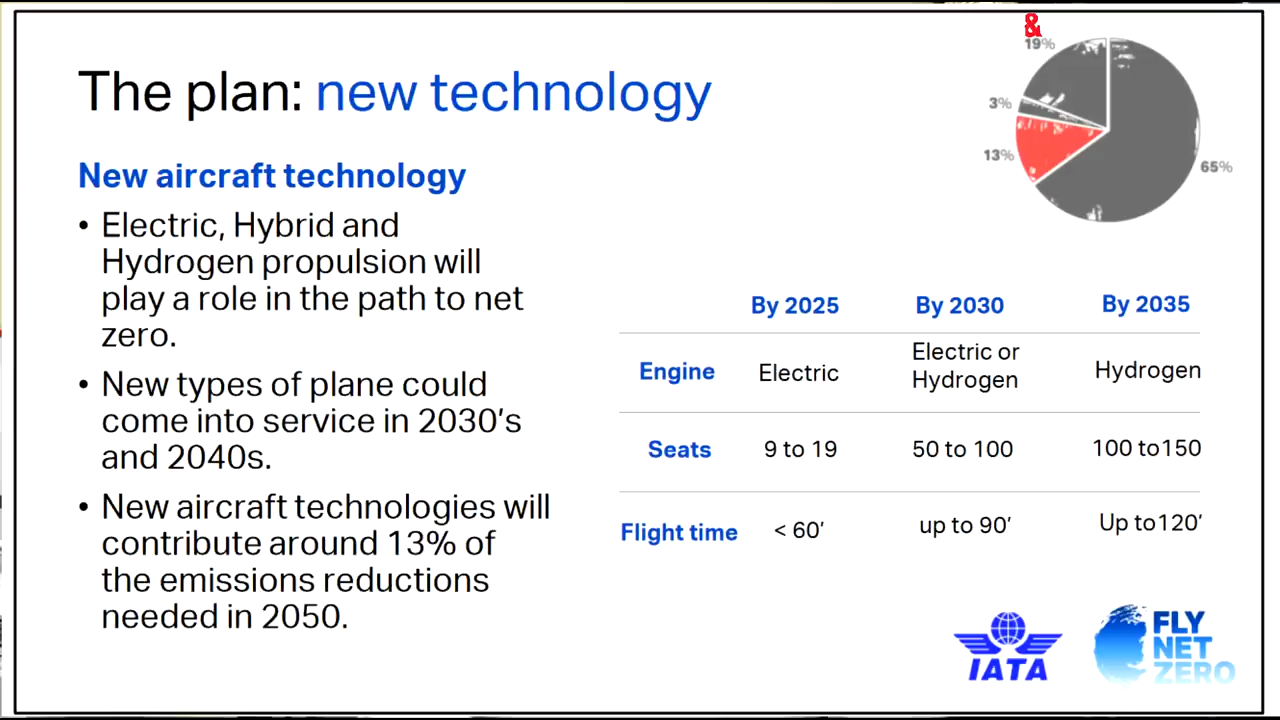 &
19%
The plan: new technology
3%
13%
65%
New aircraft technology
• Electric, Hybrid and
Hydrogen propulsion will
play a role in the path to net
zero.
• New types of plane could
come into service in 2030’s
and 2040s.
• New aircraft technologies will
contribute around 13% of
the emissions reductions
needed in 2050.
By 2025 By 2030 By 2035
Engine Electric Electric or Hydrogen Hydrogen
Seats 9 to 19 50 to 100 100 to150
Flight time < 60′ up to 90′ Up to120′
IATA
FLY
NET
ZERO